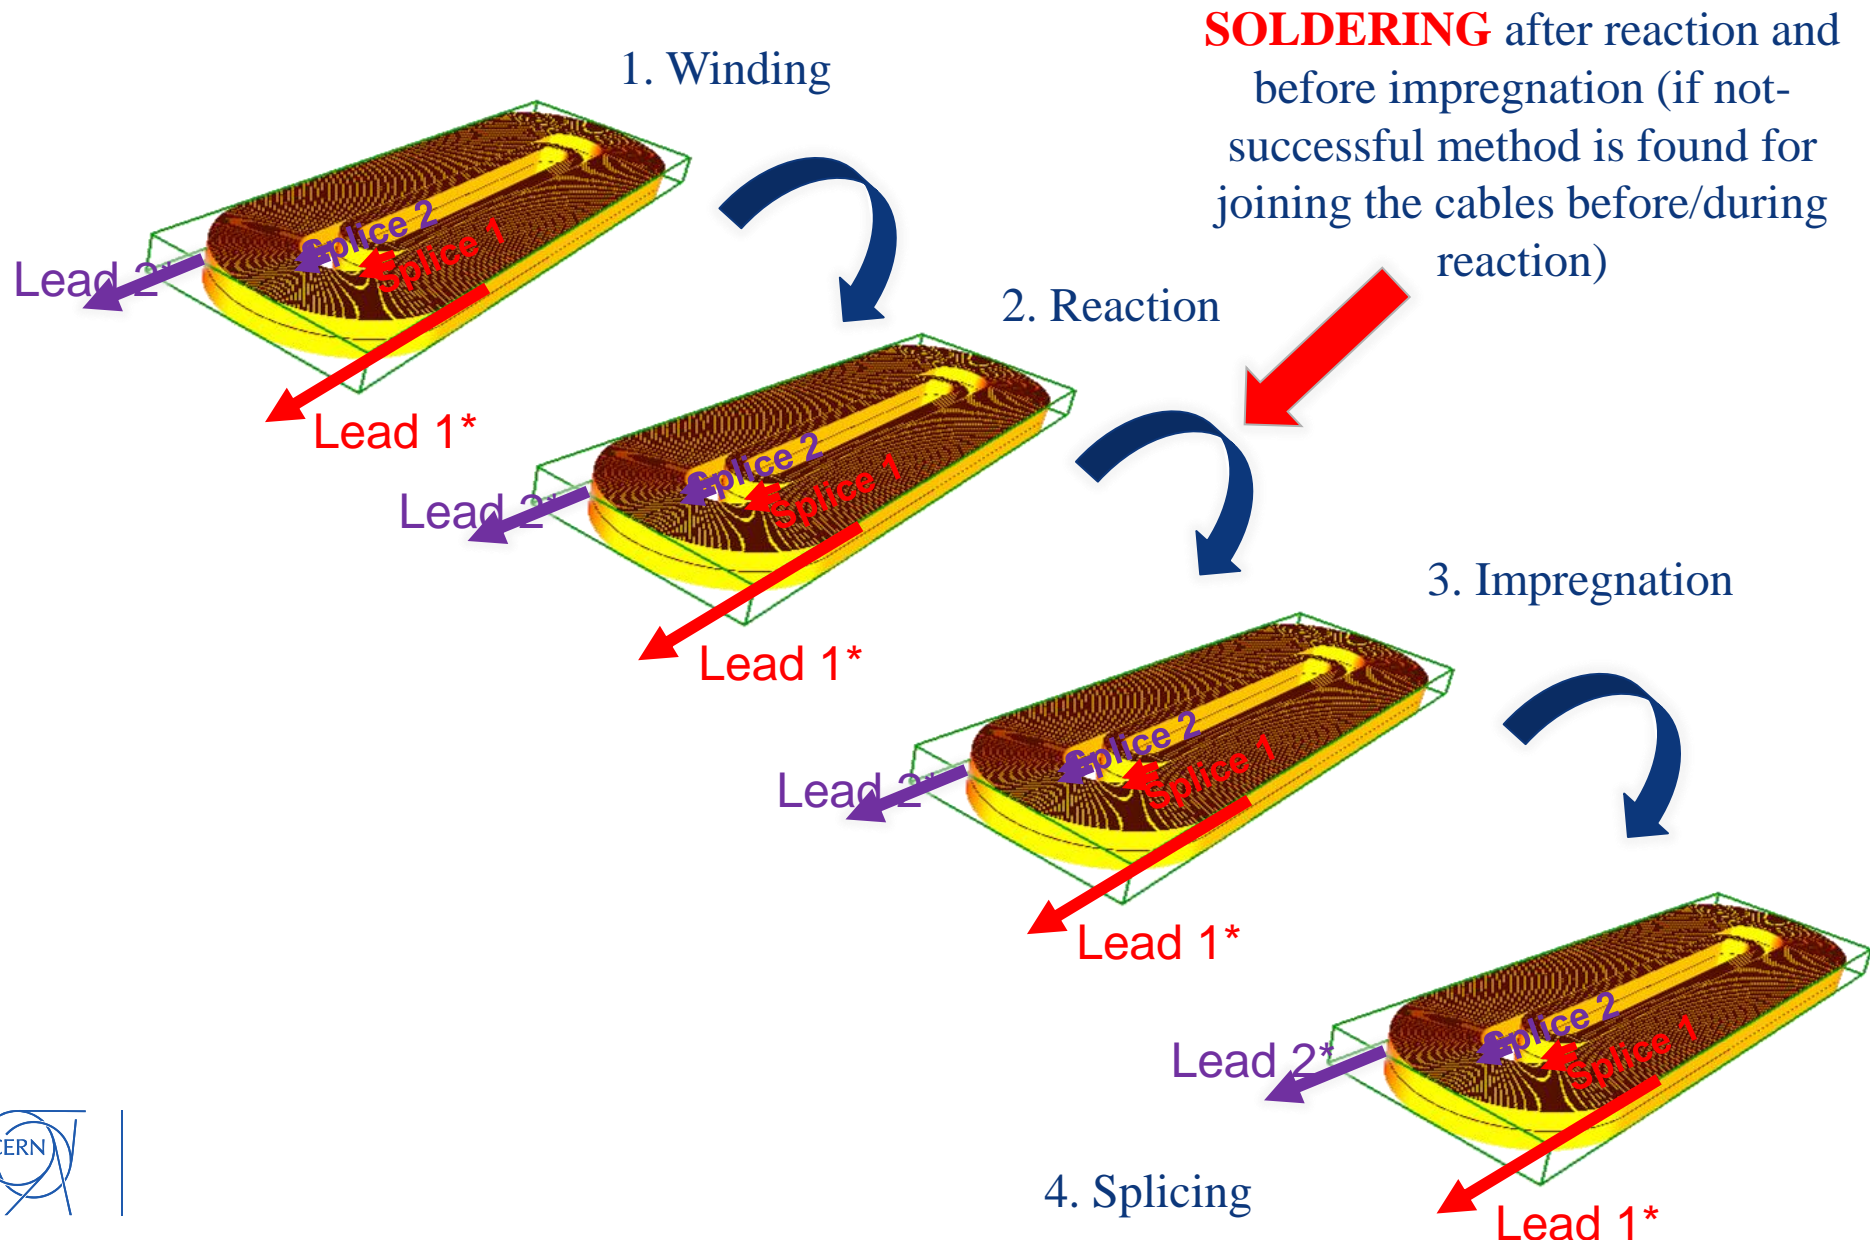 SOLDERING after reaction and
before impregnation (if not-
successful method is found for
joining the cables before/during
reaction)
1. Winding
Splice 2
Splice 1
Lead 2*
Lead 1*
2. Reaction
Splice 2
Splice 1
Lead 2*
Lead 1*
3. Impregnation
Splice 2
Splice 1
Lead 2*
Lead 1*
Splice 2
Splice 1
Lead 2*
Lead 1*
4. Splicing
CERN